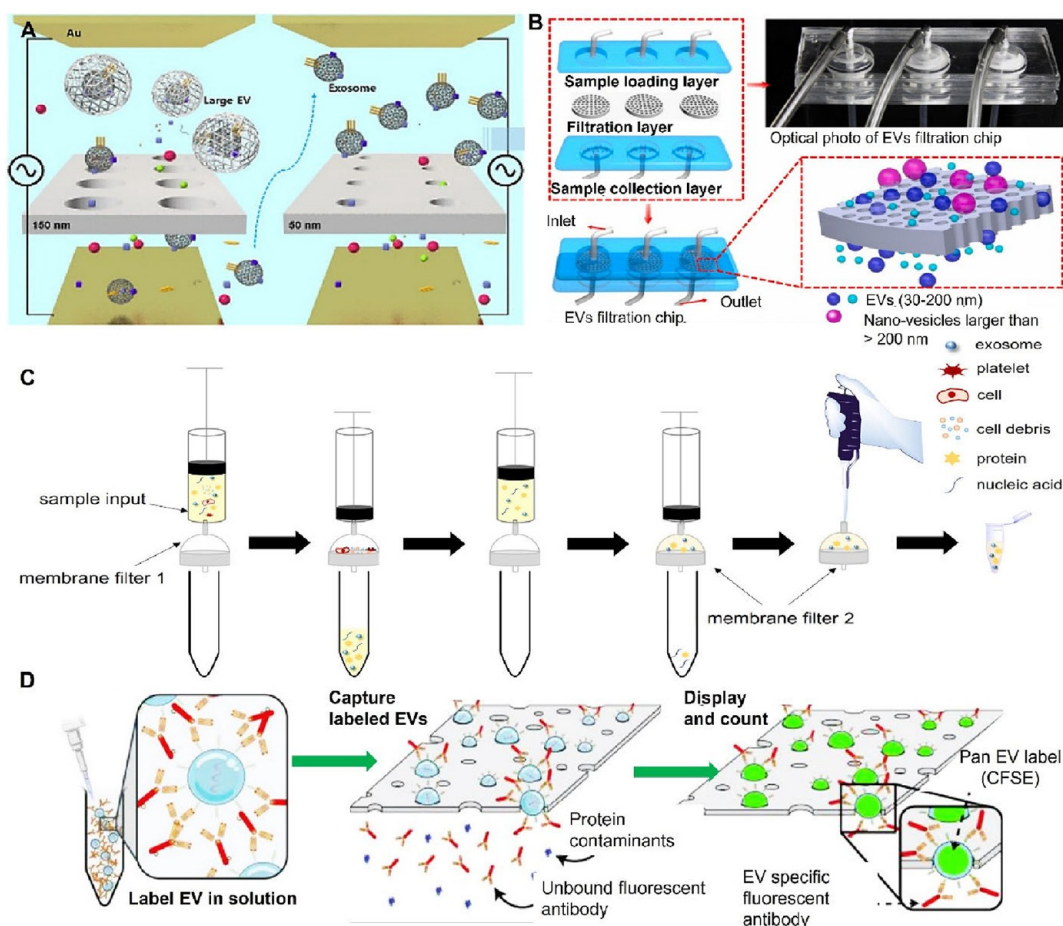 A
Au
Large EV
Exosome
150 nm
50 nm
B
Sample loading layer
Filtration layer
Sample collection layer
Optical photo of EVs filtration chip
Inlet
Outlet
EVs filtration chip.
EVs (30-200 nm)
Nano-vesicles larger than
> 200 nm
C
sample input
membrane filter 1
membrane filter 2
exosome
platelet
cell
cell debris
protein
nucleic acid
D
Label EV in solution
Capture
labeled EVs
Protein
contaminants
Unbound fluorescent
antibody
Display
and count
Pan EV label
(CFSE)
EV specific
fluorescent
antibody